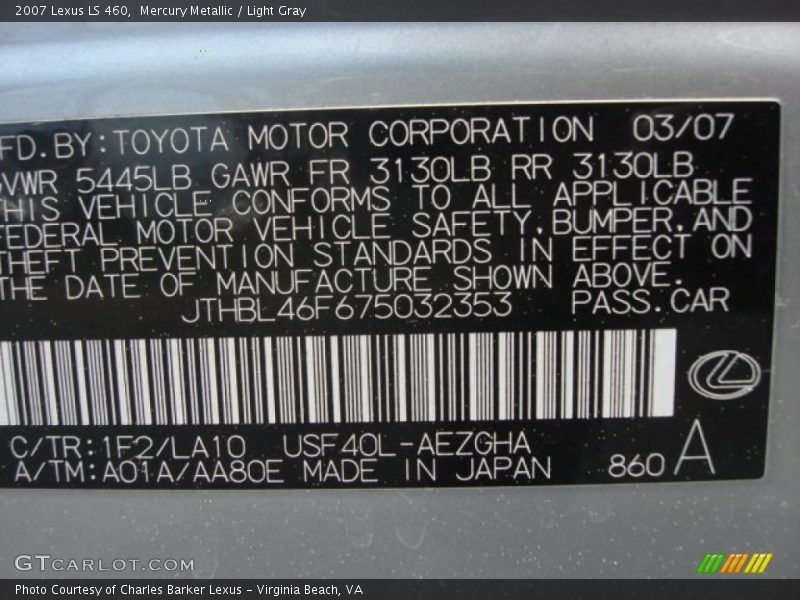 2007 Lexus LS 460,  Mercury Metallic / Light Gray
FD.BY:TOYOTA MOTOR CORPORATION 03/07
VWR 5445LB GAWR FR 3130LB RR 3130LB
THIS VEHICLE CONFORMS TO ALL APPLICABLE
FEDERAL MOTOR VEHICLE SAFETY,BUMPER,AND
THEFT PREVENTION STANDARDS IN EFFECT ON
THE DATE OF MANUFACTURE SHOWN ABOVE.
JTHBL46F675032353 PASS.CAR
C/TR:1F2/LA10 USF40L-AEZGHA
A/TM:A01A/AA80E MADE IN JAPAN 860 A
GTCARLOT.COM
Photo Courtesy of Charles Barker Lexus - Virginia Beach, VA